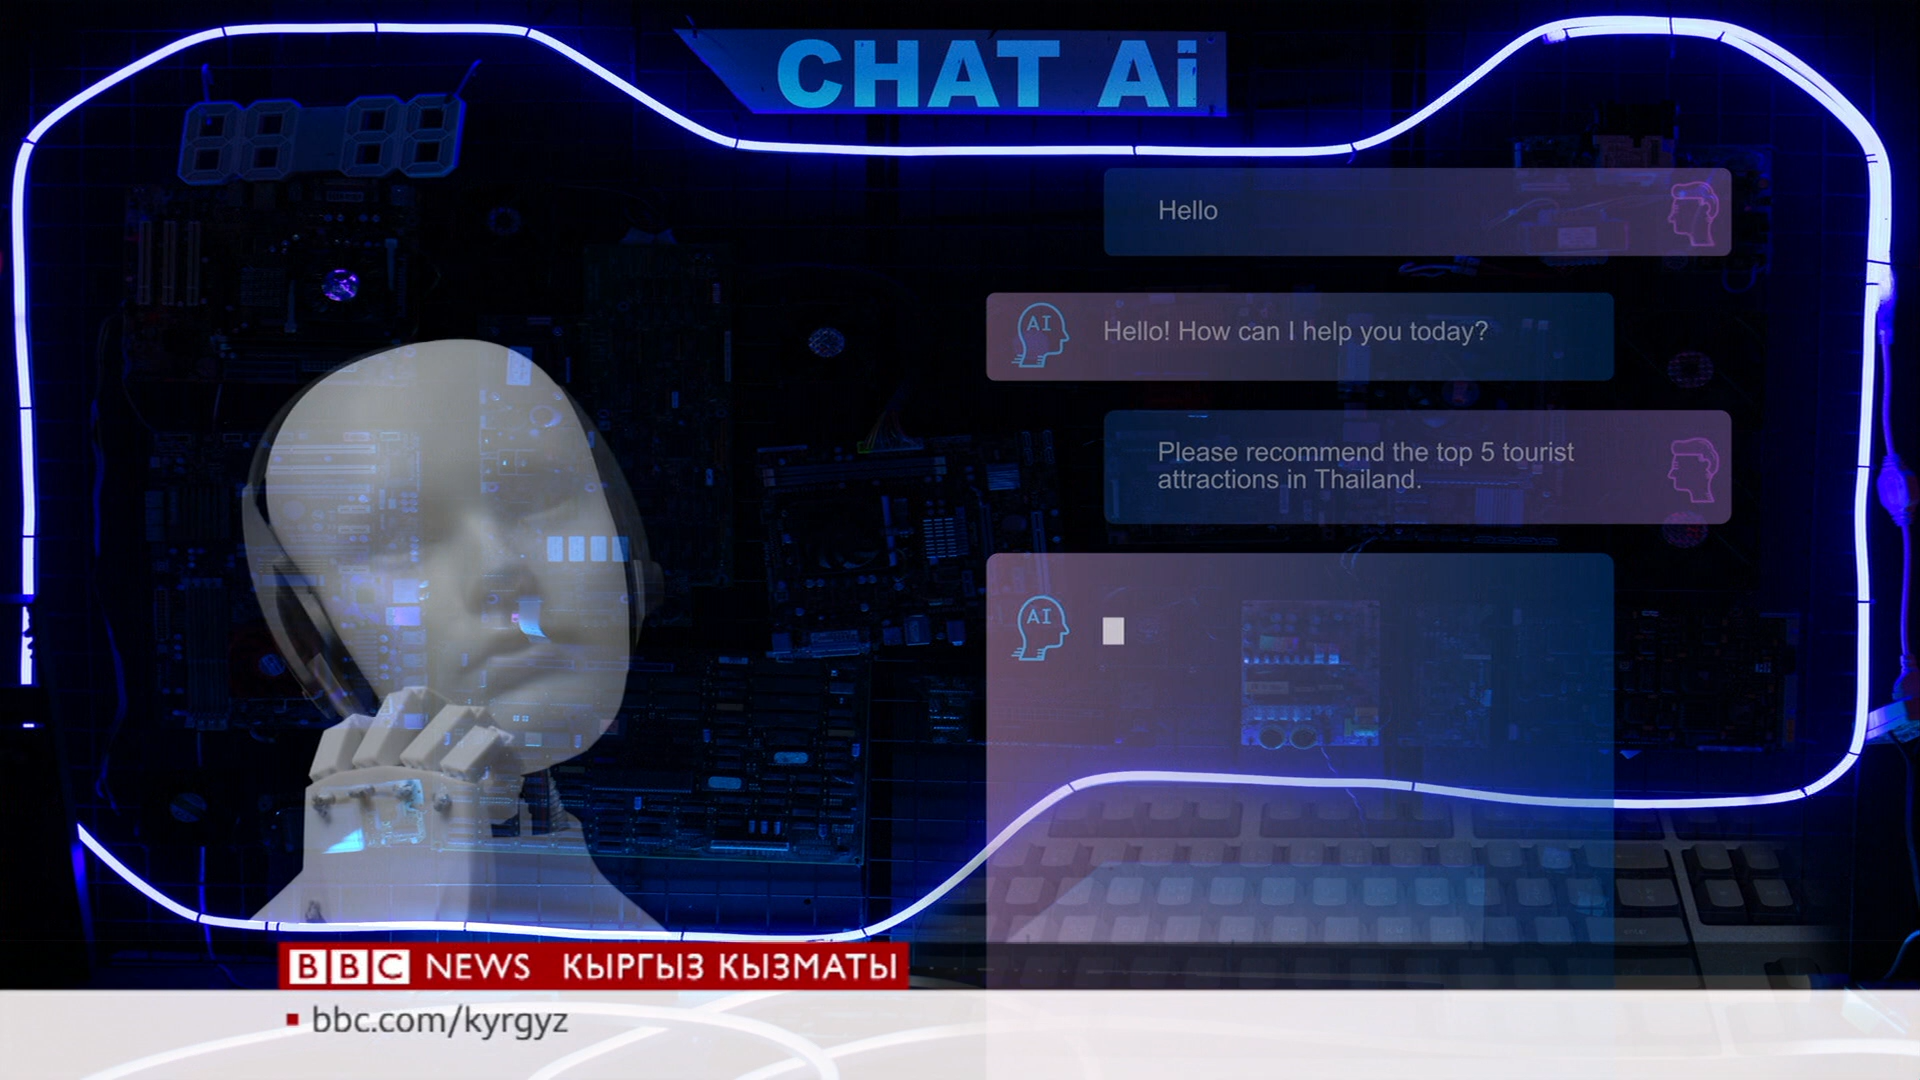 CHAT Ai
Hello
AI
Hello! How can I help you today?
Please recommend the top 5 tourist
attractions in Thailand.
AI
BBC NEWS КЫРГЫЗ КЫЗМАТЫ
bbc.com/kyrgyz